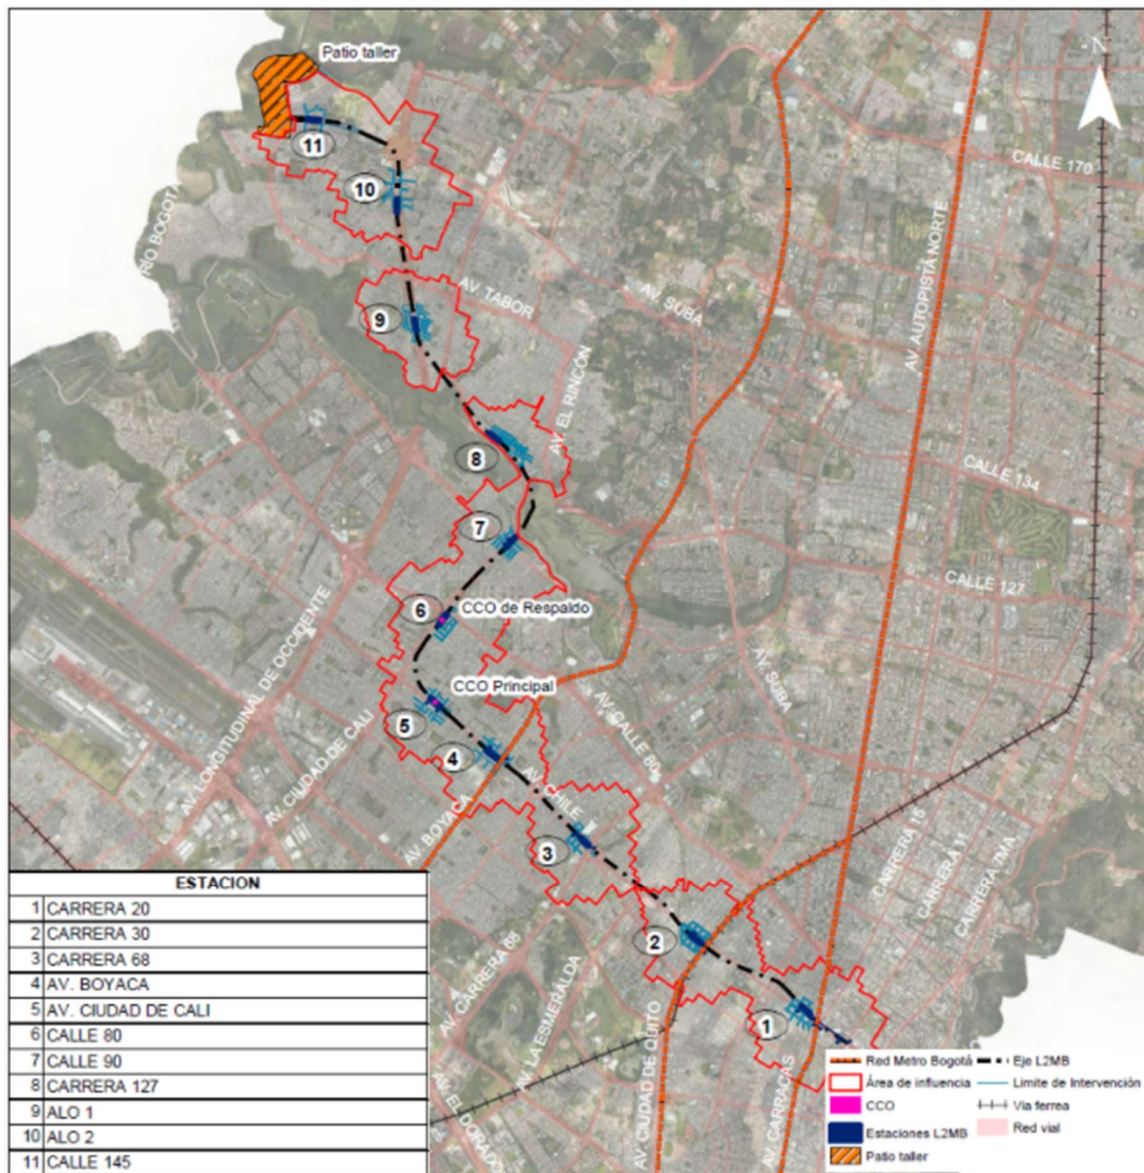 Patio taller
-N-
11
CALLE 170
10
RIO BOGOTA
AV. AUTOPISTA NORTE
AV. TABOR
AV. SUBA
9
AV. EL RINCÓN
8
CALLE 134
7
CALLE 127
6
CCO de Respaldo
AV. LONGITUDINAL DE OCCIDENTE
CCO Principal
AV. SUBA
5
AV. CIUDAD DE CALI
AV. CALLE 80
4
AV. CHILE
AV. BOYACA
3
CARRERA 15
CARRERA 11
CARRERA 7MA
2
AV. CARRERA 68
AV. LA ESMERALDA
1
AV. CIUDAD DE QUITO
AV. CARACAS
AV. EL DORADO
ESTACION
1 CARRERA 20
2 CARRERA 30
3 CARRERA 68
4 AV. BOYACA
5 AV. CIUDAD DE CALI
6 CALLE 80
7 CALLE 90
8 CARRERA 127
9 ALO 1
10 ALO 2
11 CALLE 145
Red Metro Bogotá
Eje L2MB
Área de influencia
Limite de Intervención
CCO
Via ferrea
Estaciones L2MB
Red vial
Patio taller